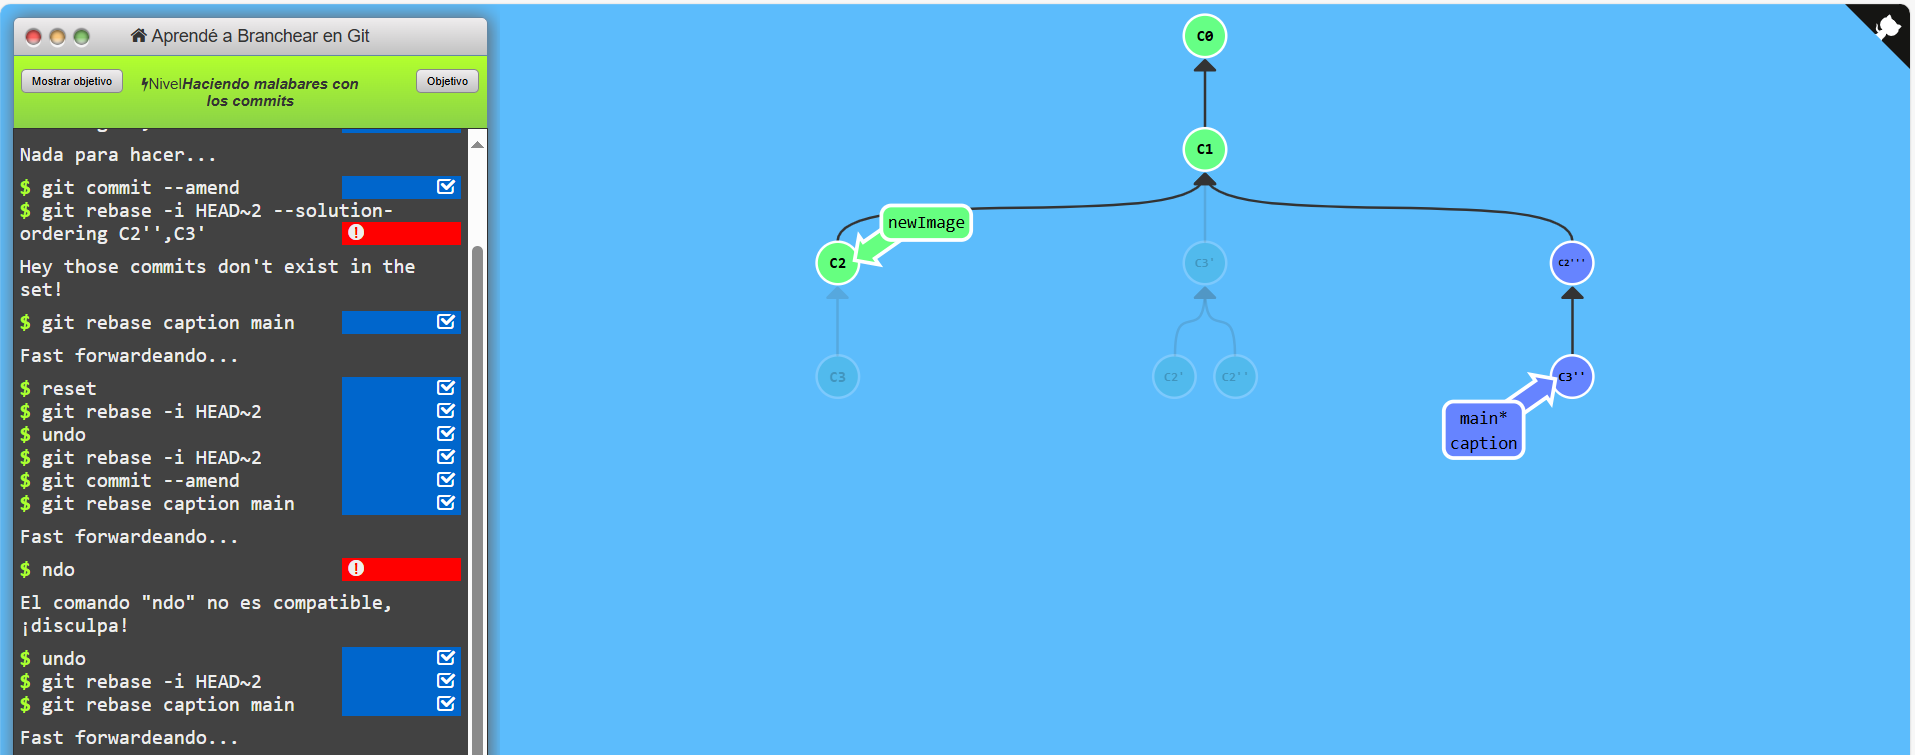 Aprendé a Branchear en Git
Mostrar objetivo
NivelHaciendo malabares con
los commits
Objetivo
Nada para hacer...
$ git commit --amend
$ git rebase -i HEAD~2 --solution-
ordering C2'',C3'
Hey those commits don't exist in the
set!
$ git rebase caption main
Fast forwardeando...
$ reset
$ git rebase -i HEAD~2
$ undo
$ git rebase -i HEAD~2
$ git commit --amend
$ git rebase caption main
Fast forwardeando...
$ ndo
El comando "ndo" no es compatible,
¡disculpa!
$ undo
$ git rebase -i HEAD~2
$ git rebase caption main
Fast forwardeando...
C0
C1
newImage
C2
C3'
C2'''
C3
C2'
C2''
C3''
main*
caption